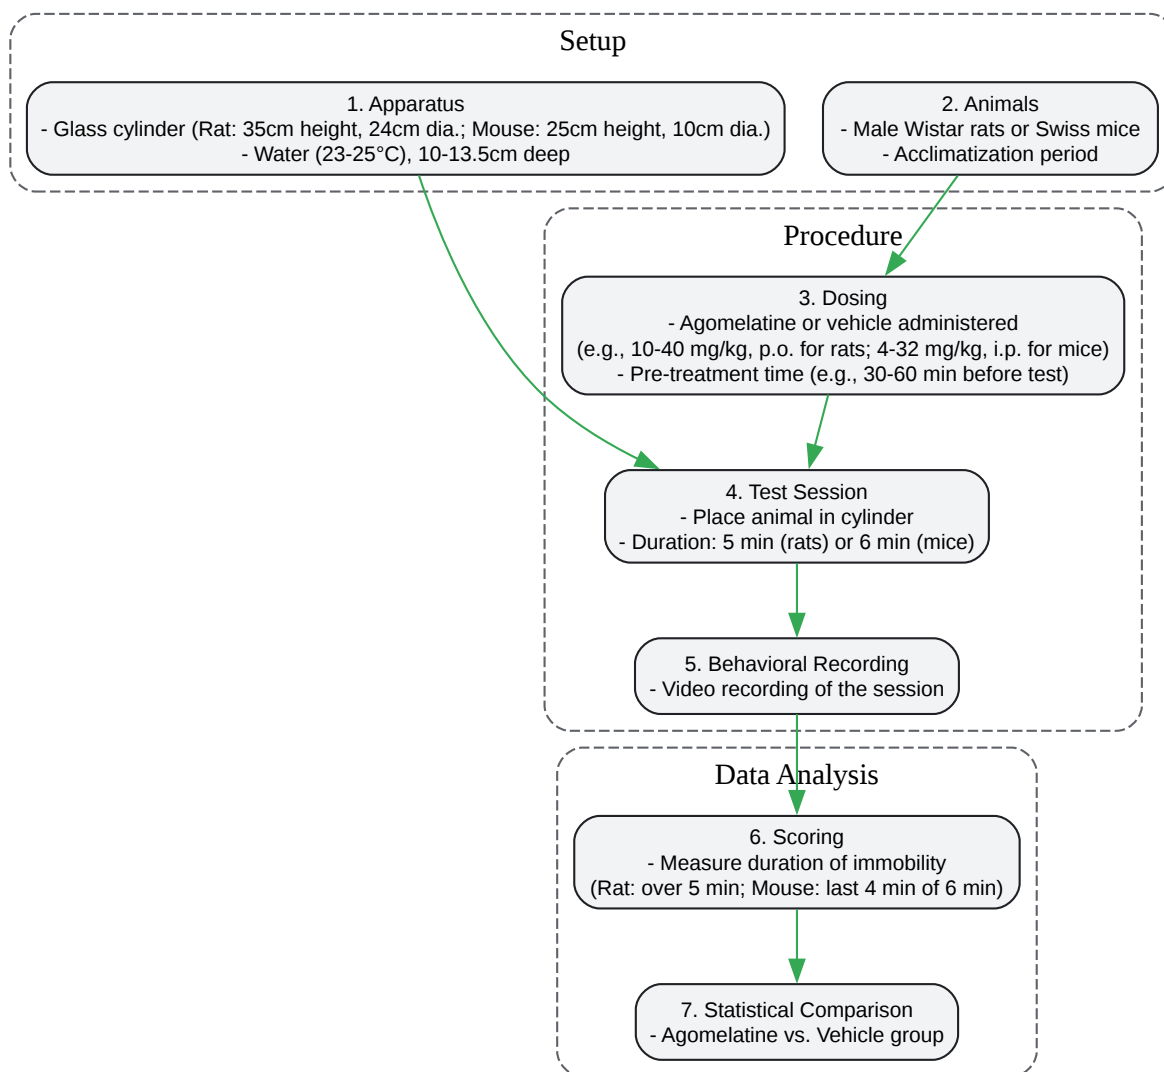 Setup
1. Apparatus
- Glass cylinder (Rat: 35cm height, 24cm dia.; Mouse: 25cm height, 10cm dia.)
- Water (23-25°C), 10-13.5cm deep
2. Animals
- Male Wistar rats or Swiss mice
- Acclimatization period
Procedure
3. Dosing
- Agomelatine or vehicle administered
(e.g., 10-40 mg/kg, p.o. for rats; 4-32 mg/kg, i.p. for mice)
- Pre-treatment time (e.g., 30-60 min before test)
4. Test Session
- Place animal in cylinder
- Duration: 5 min (rats) or 6 min (mice)
5. Behavioral Recording
- Video recording of the session
Data Analysis
6. Scoring
- Measure duration of immobility
(Rat: over 5 min; Mouse: last 4 min of 6 min)
7. Statistical Comparison
- Agomelatine vs. Vehicle group